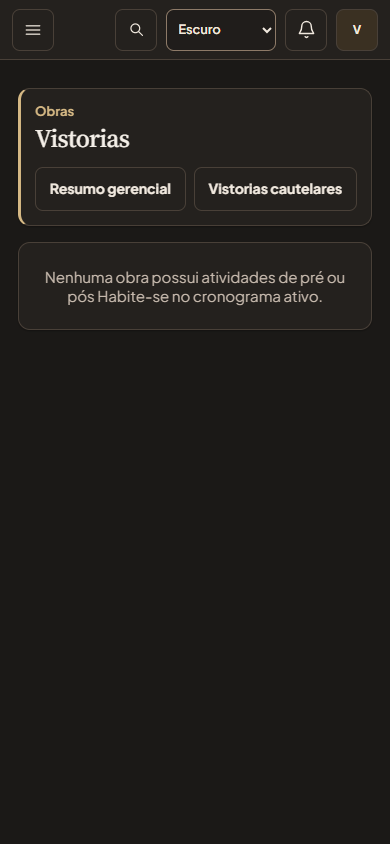 Escuro
V
Obras
Vistorias
Resumo gerencial
Vistorias cautelares
Nenhuma obra possui atividades de pré ou
pós Habite-se no cronograma ativo.